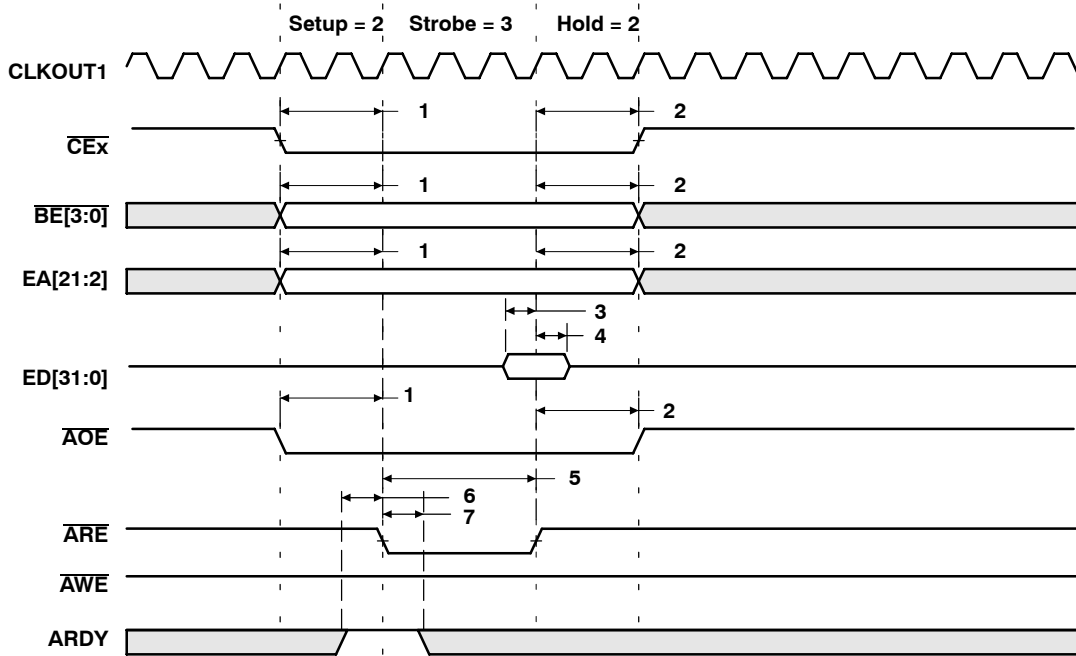 Setup = 2 Strobe = 3 Hold = 2
CLKOUT1
1 2
CEx
1 2
BE[3:0]
1 2
EA[21:2]
3
4
ED[31:0]
1
2
AOE
5
6
7
ARE
AWE
ARDY